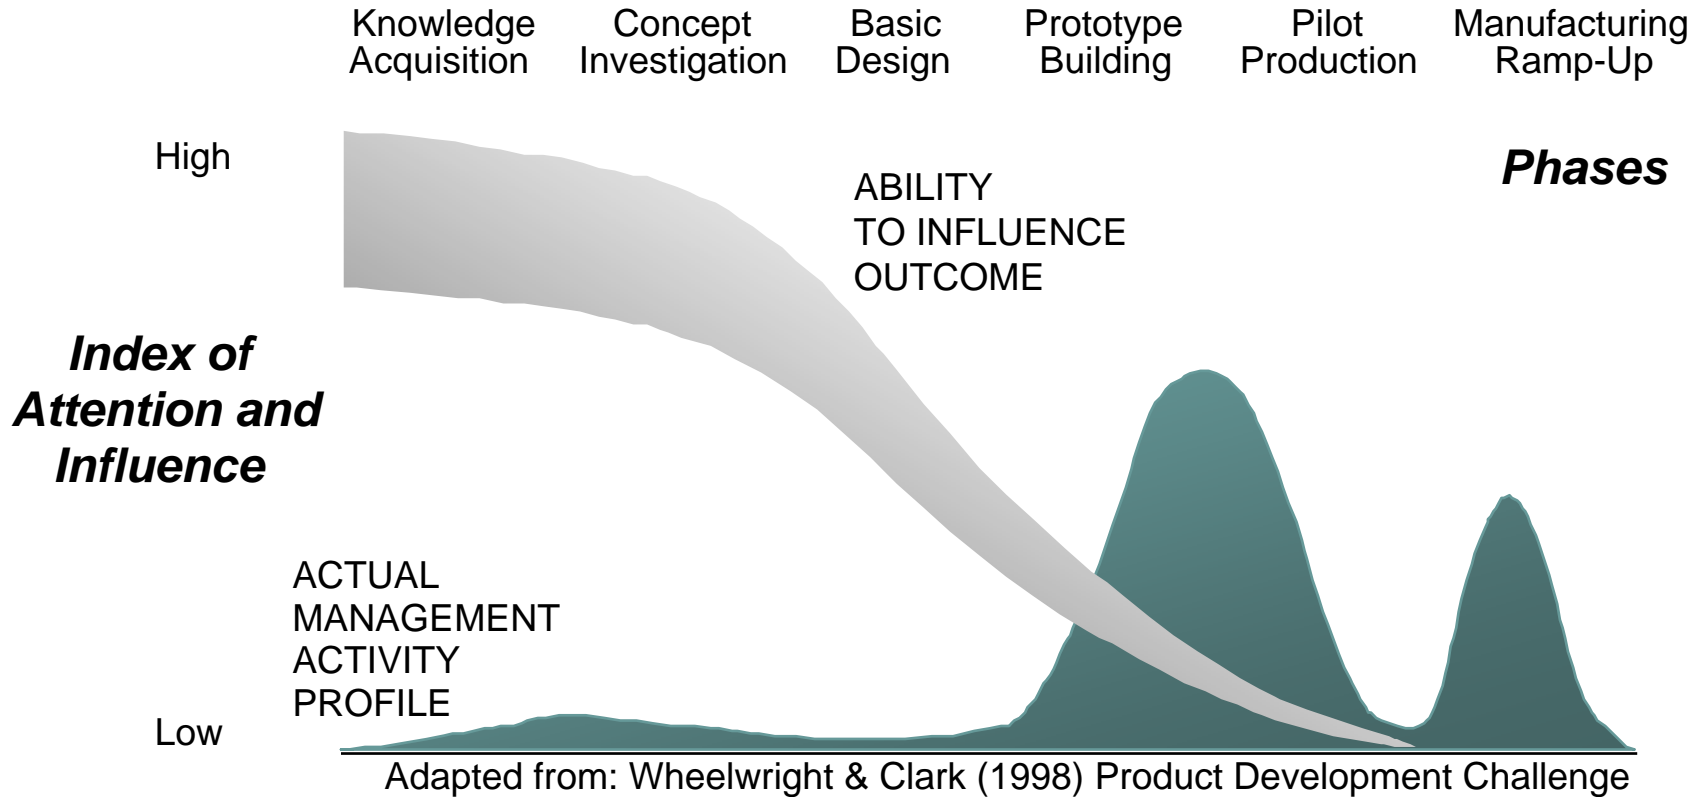 Knowledge
Acquisition
Concept
Investigation
Basic
Design
Prototype
Building
Pilot
Production
Manufacturing
Ramp-Up
High
Phases
ABILITY
TO INFLUENCE
OUTCOME
Index of
Attention and
Influence
ACTUAL
MANAGEMENT
ACTIVITY
PROFILE
Low
Adapted from: Wheelwright & Clark (1998) Product Development Challenge